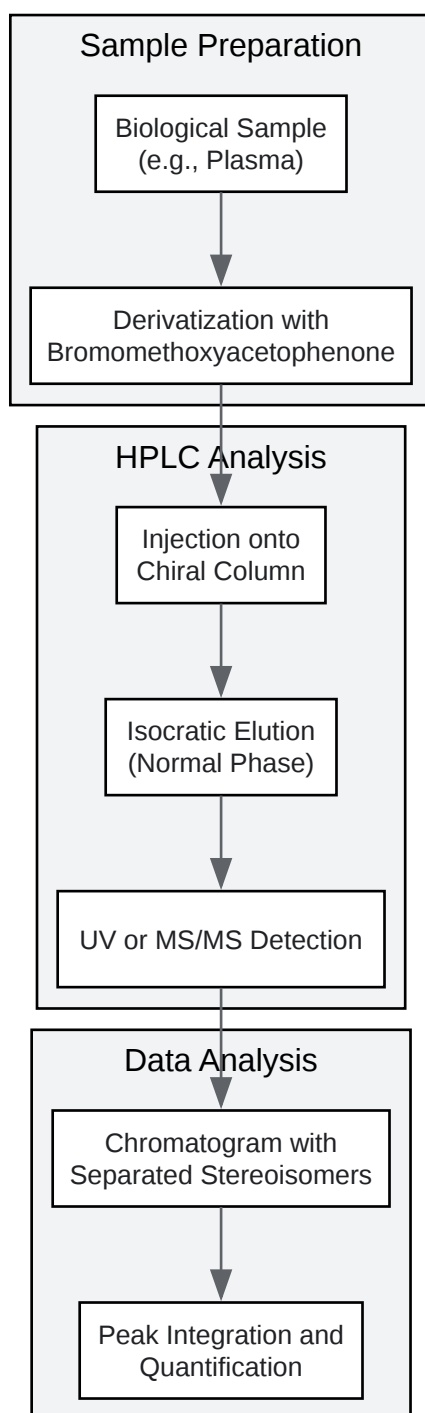 Sample Preparation
Biological Sample
(e.g., Plasma)
Derivatization with
Bromomethoxyacetophenone
HPLC Analysis
Injection onto
Chiral Column
Isocratic Elution
(Normal Phase)
UV or MS/MS Detection
Data Analysis
Chromatogram with
Separated Stereoisomers
Peak Integration and
Quantification